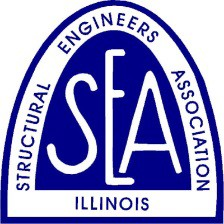 STRUCTURAL ENGINEERS ASSOCIATION
SEA
ILLINOIS